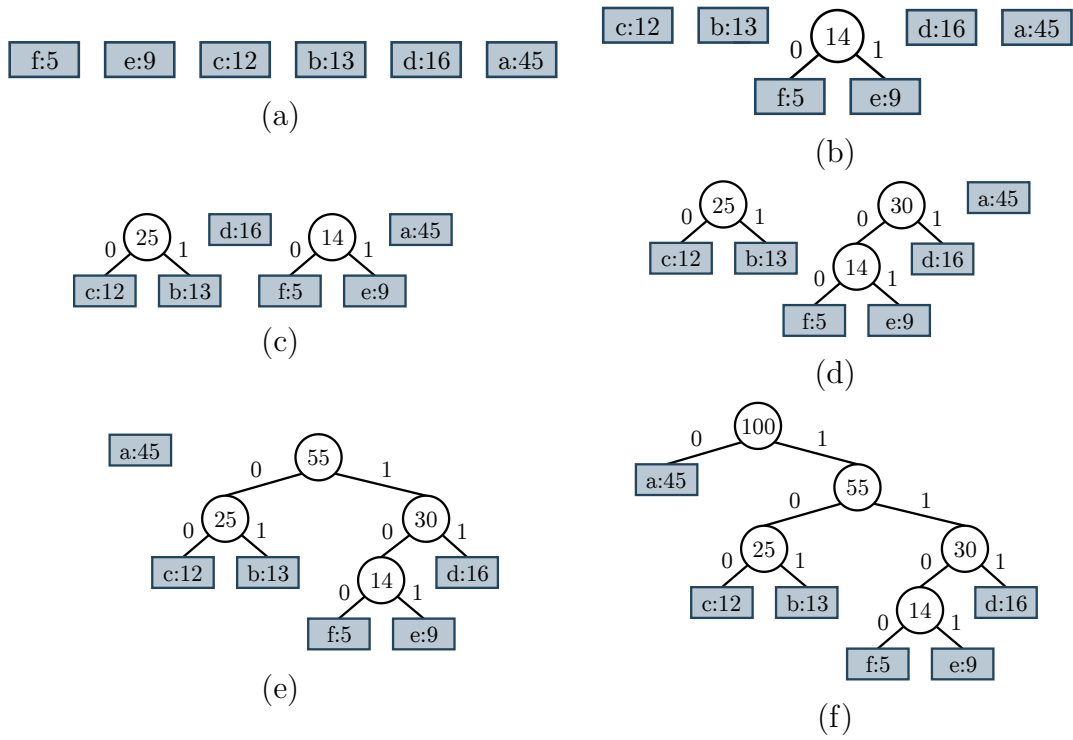 f:5 e:9 c:12 b:13 d:16 a:45
(a)
c:12 b:13 14 d:16 a:45
0 1
f:5 e:9
(b)
25 d:16 14 a:45
0 1 0 1
c:12 b:13 f:5 e:9
(c)
25 30 a:45
0 1 0 1
c:12 b:13 14 d:16
0 1
f:5 e:9
(d)
a:45 55
0 1
25 30
0 1 0 1
c:12 b:13 14 d:16
0 1
f:5 e:9
(e)
100
0 1
a:45 55
0 1
25 30
0 1 0 1
c:12 b:13 14 d:16
0 1
f:5 e:9
(f)